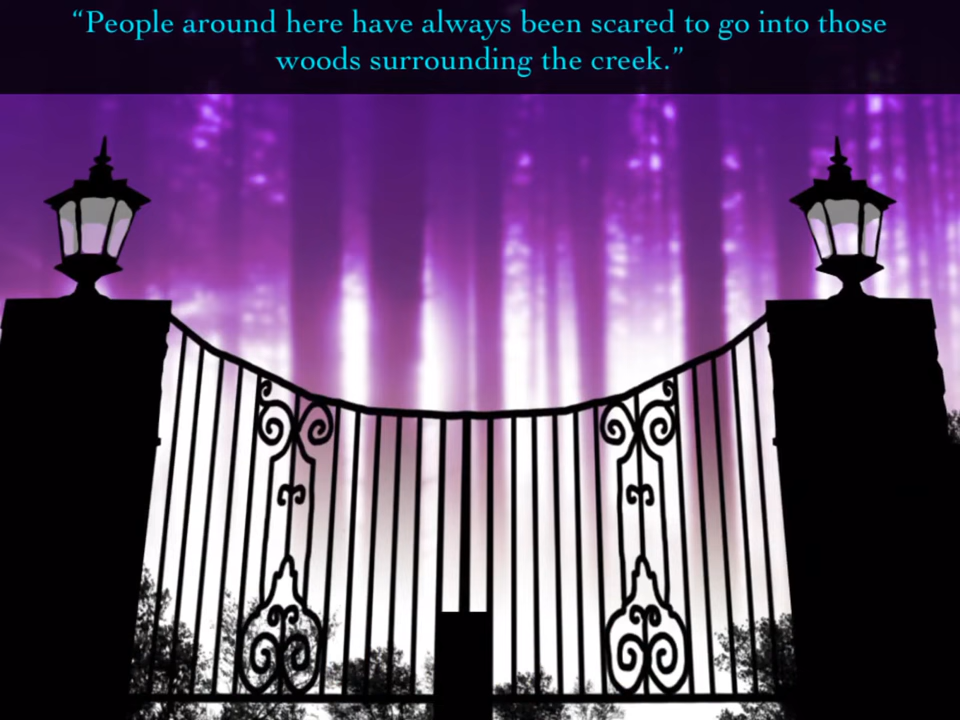 “People around here have always been scared to go into those
woods surrounding the creek.”